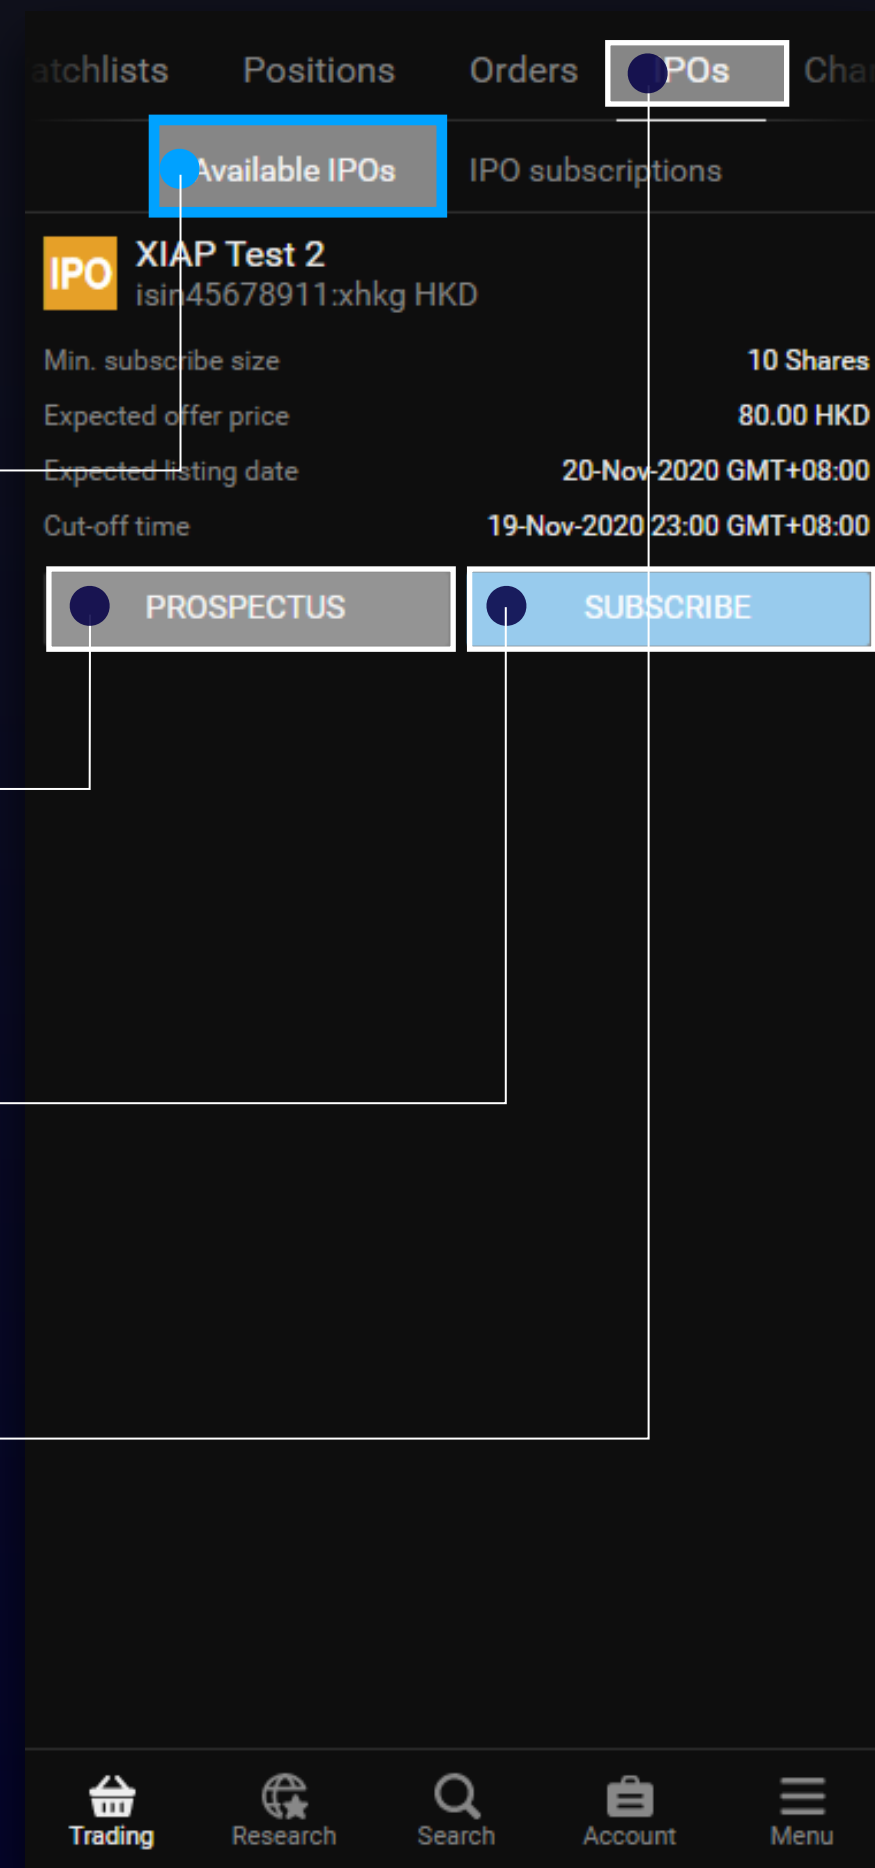 atchlists Positions Orders IPOs Cha
Available IPOs IPO subscriptions
IPO
XIAP Test 2
isin45678911:xhkg HKD
Min. subscribe size 10 Shares
Expected offer price 80.00 HKD
Expected listing date 20-Nov-2020 GMT+08:00
Cut-off time 19-Nov-2020 23:00 GMT+08:00
PROSPECTUS SUBSCRIBE
Trading Research Search Account Menu